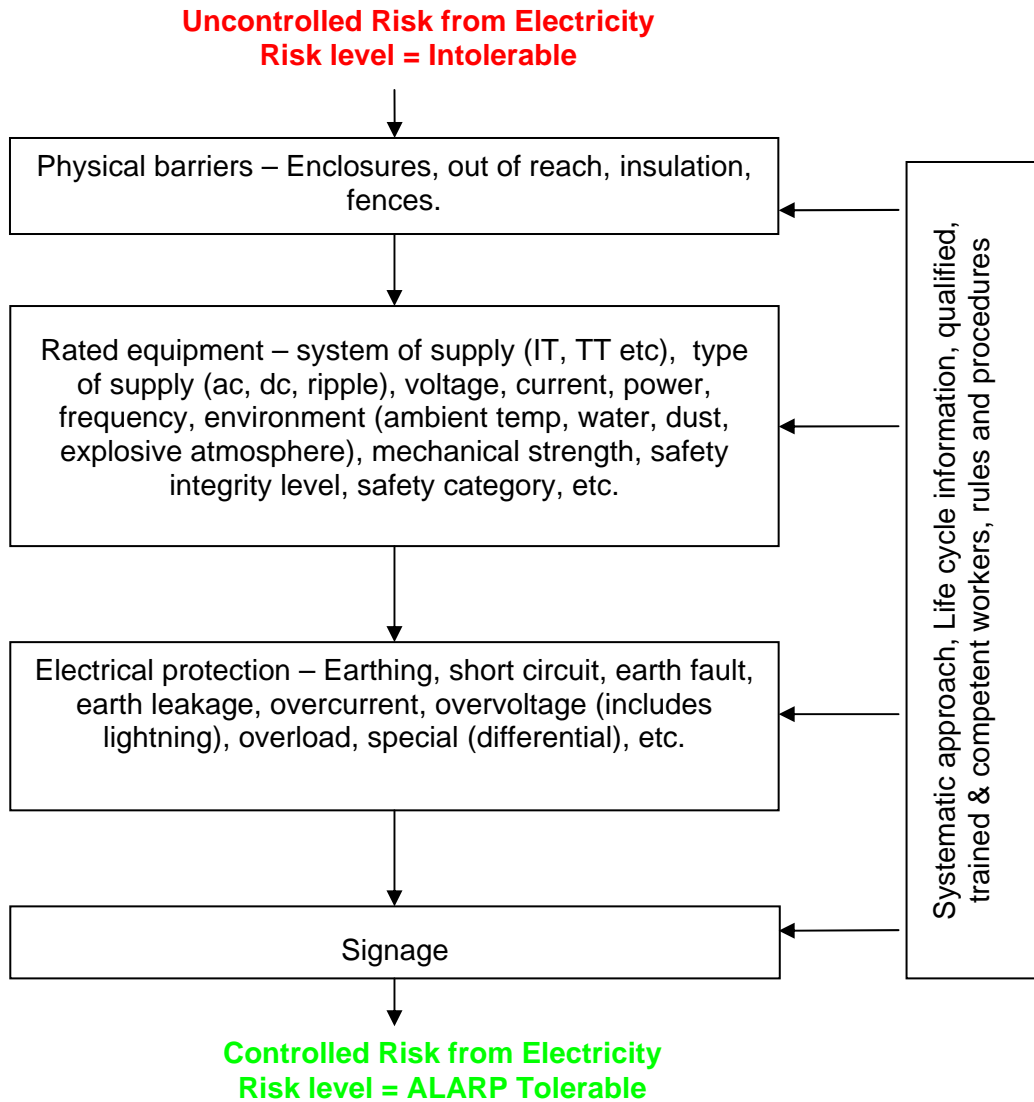 Uncontrolled Risk from Electricity
Risk level = Intolerable
Physical barriers – Enclosures, out of reach, insulation,
fences.
Rated equipment – system of supply (IT, TT etc),  type
of supply (ac, dc, ripple), voltage, current, power,
frequency, environment (ambient temp, water, dust,
explosive atmosphere), mechanical strength, safety
integrity level, safety category, etc.
Electrical protection – Earthing, short circuit, earth fault,
earth leakage, overcurrent, overvoltage (includes
lightning), overload, special (differential), etc.
Signage
Controlled Risk from Electricity
Risk level = ALARP Tolerable
Systematic approach, Life cycle information, qualified,
trained & competent workers, rules and procedures